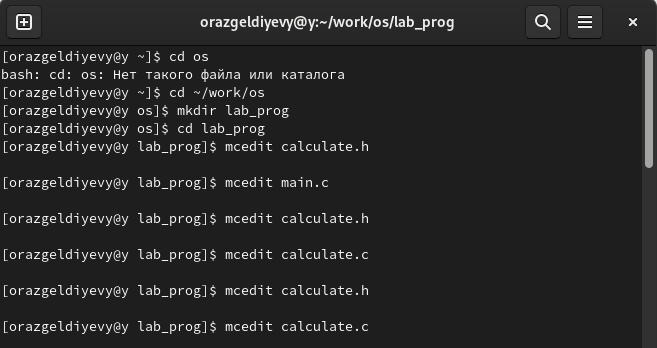 orazgeldiyevy@y:~/work/os/lab_prog
[orazgeldiyevy@y ~]$ cd os
bash: cd: os: Нет такого файла или каталога
[orazgeldiyevy@y ~]$ cd ~/work/os
[orazgeldiyevy@y os]$ mkdir lab_prog
[orazgeldiyevy@y os]$ cd lab_prog
[orazgeldiyevy@y lab_prog]$ mcedit calculate.h
[orazgeldiyevy@y lab_prog]$ mcedit main.c
[orazgeldiyevy@y lab_prog]$ mcedit calculate.h
[orazgeldiyevy@y lab_prog]$ mcedit calculate.c
[orazgeldiyevy@y lab_prog]$ mcedit calculate.h
[orazgeldiyevy@y lab_prog]$ mcedit calculate.c